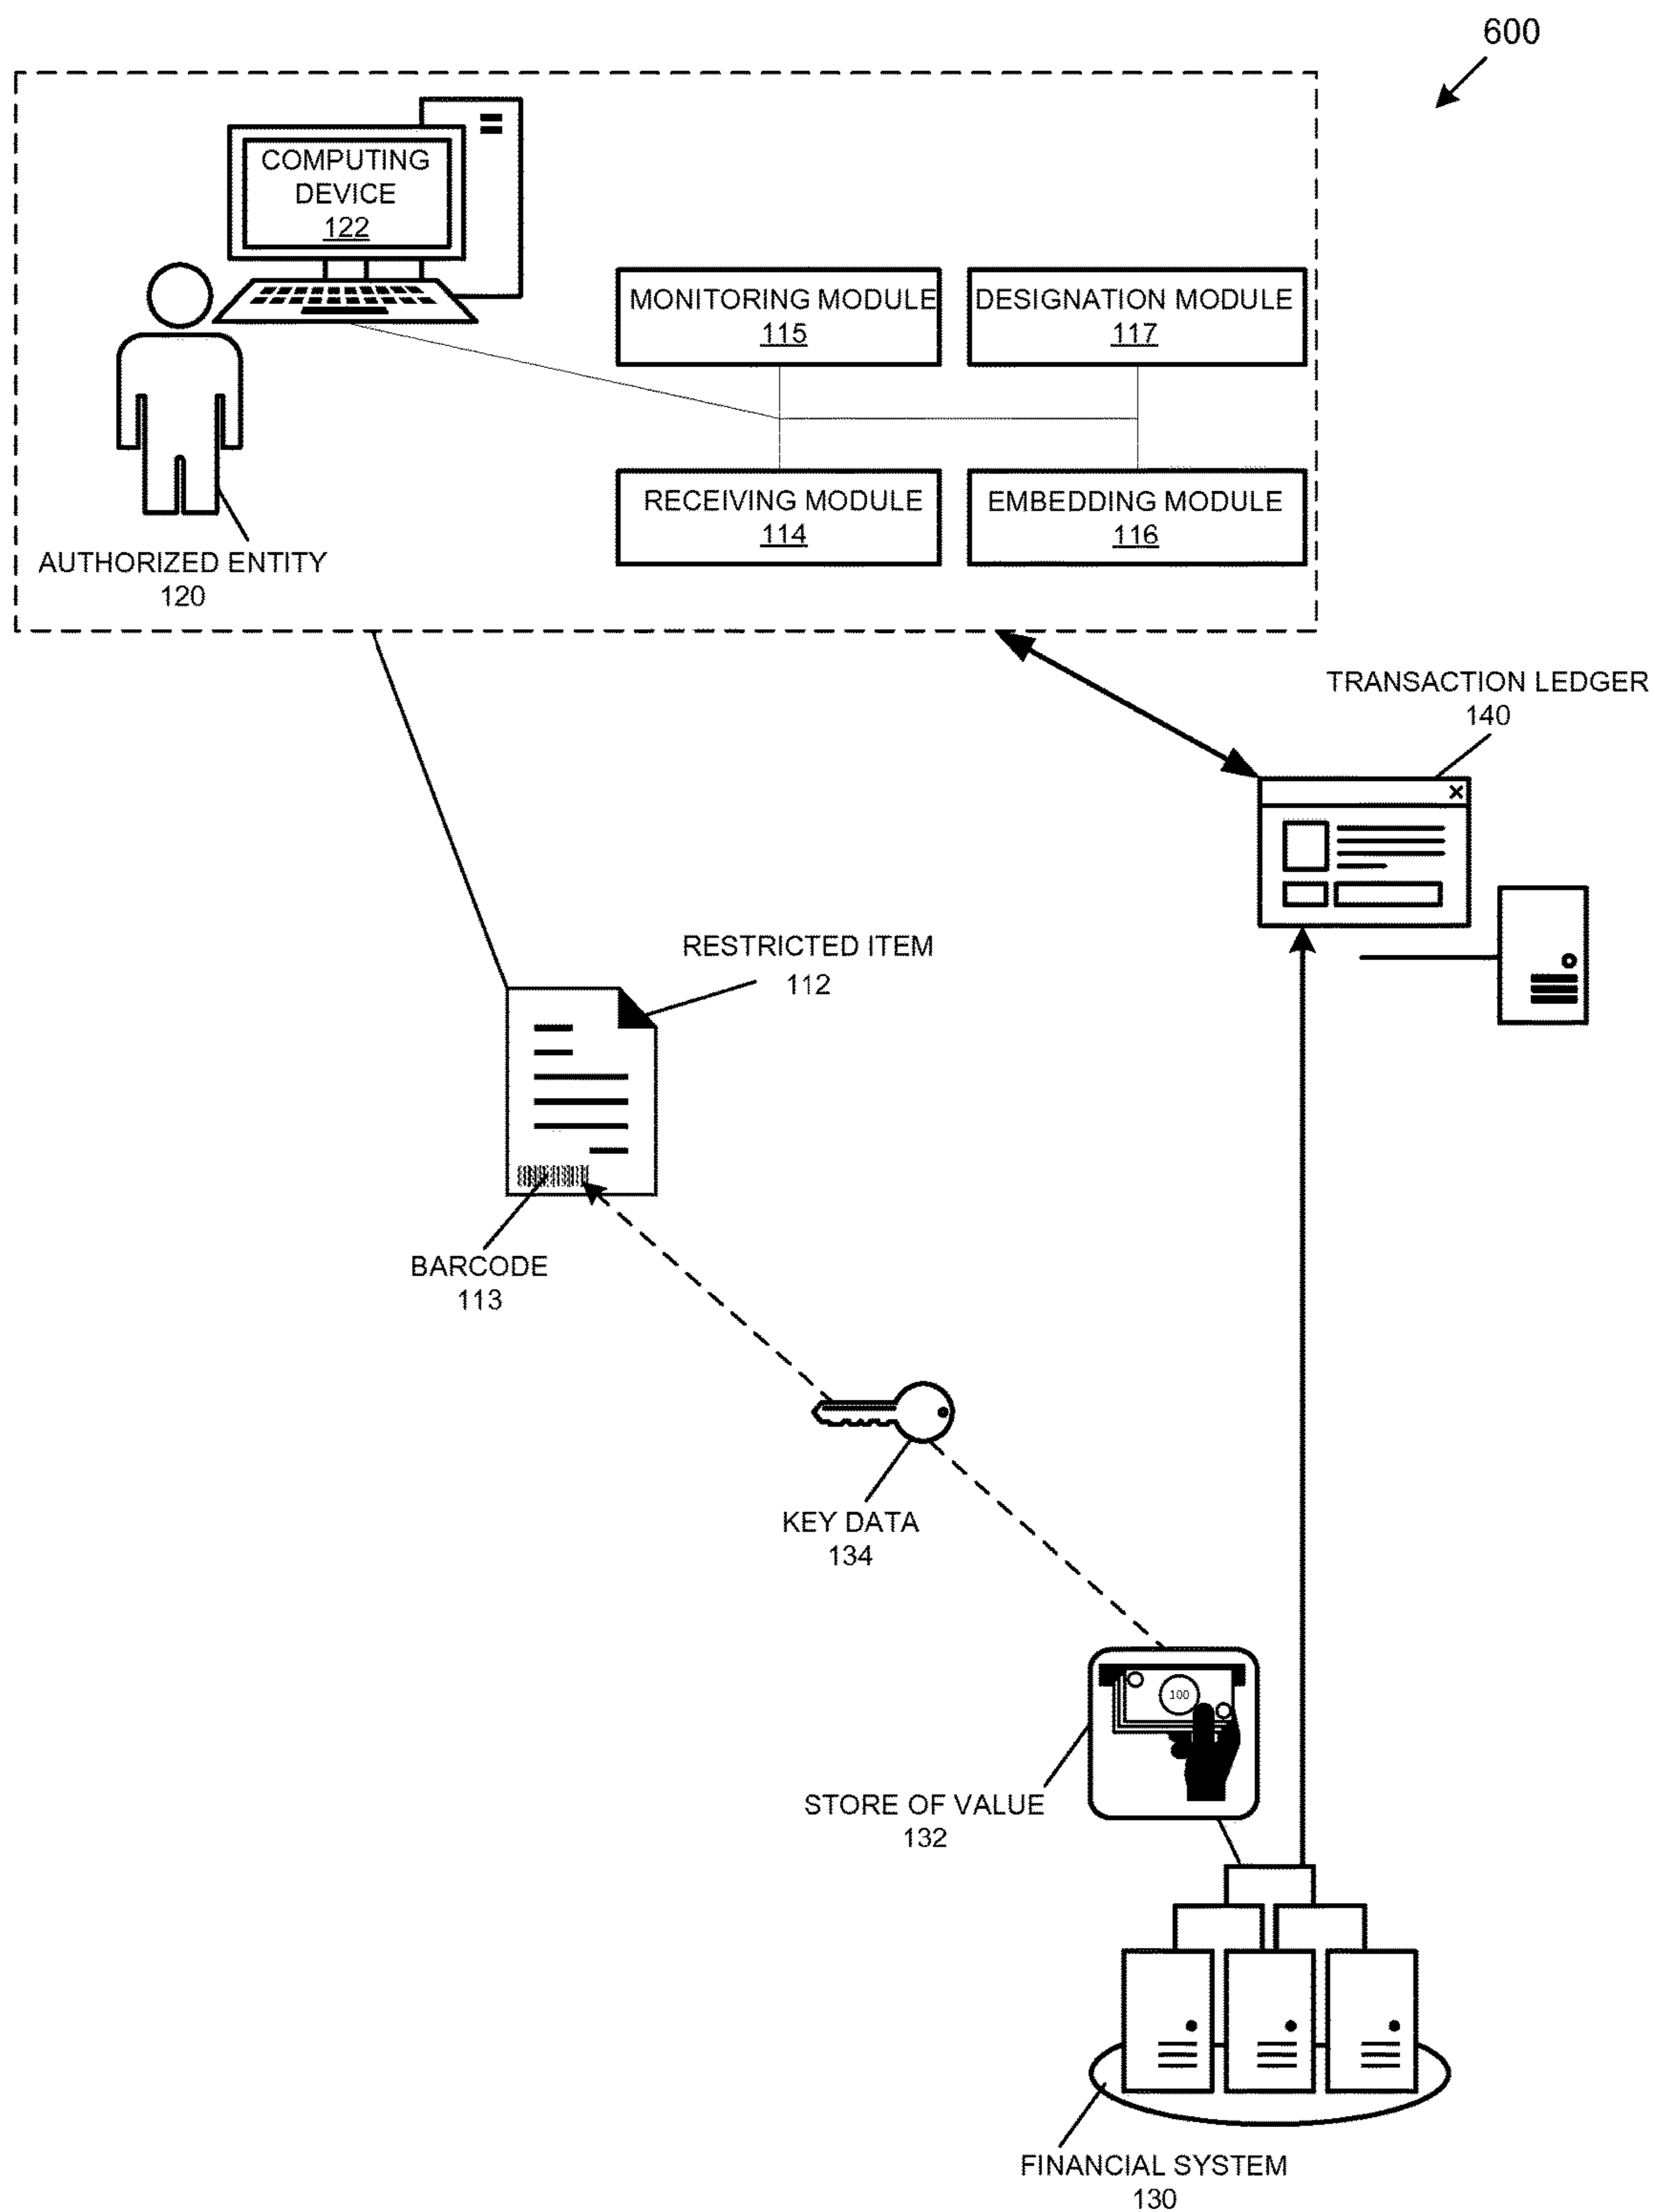 600
COMPUTING
DEVICE
122
MONITORING MODULE
115
DESIGNATION MODULE
117
RECEIVING MODULE
114
EMBEDDING MODULE
116
AUTHORIZED ENTITY
120
TRANSACTION LEDGER
140
RESTRICTED ITEM
112
BARCODE
113
KEY DATA
134
100
STORE OF VALUE
132
FINANCIAL SYSTEM
130